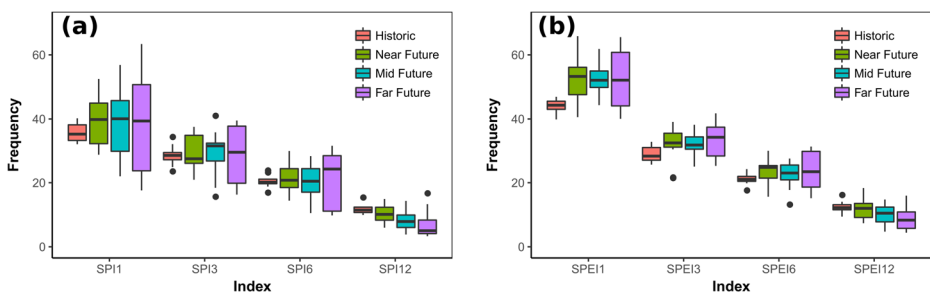 (a)
Historic
Near Future
Mid Future
Far Future
Frequency
60
40
20
0
SPI1 SPI3 SPI6 SPI12
Index
(b)
Historic
Near Future
Mid Future
Far Future
Frequency
60
40
20
0
SPEI1 SPEI3 SPEI6 SPEI12
Index